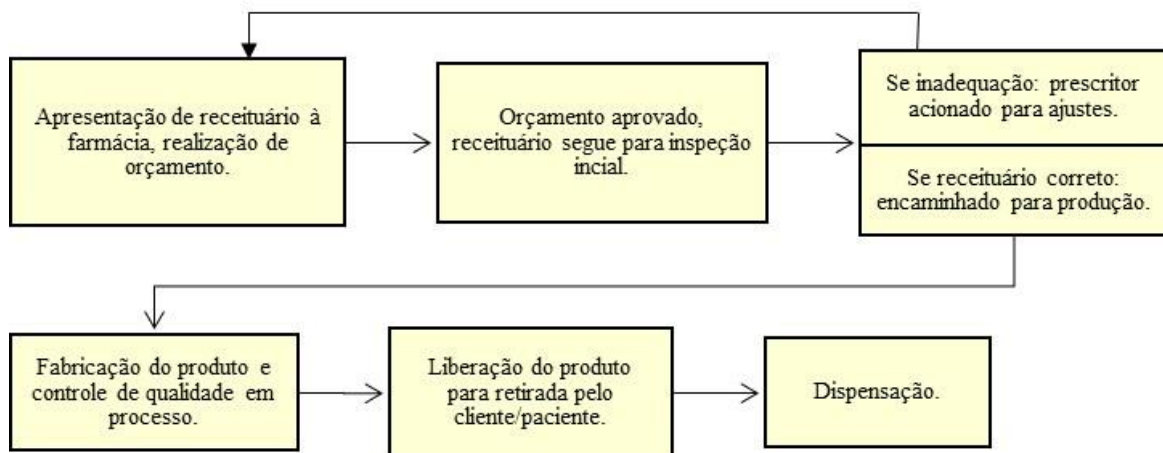 Apresentação de receituário à
farmácia, realização de
orçamento.
Orçamento aprovado,
receituário segue para inspeção
incial.
Se inadequação: prescritor
acionado para ajustes.
Se receituário correto:
encaminhado para produção.
Fabricação do produto e
controle de qualidade em
processo.
Liberação do produto
para retirada pelo
cliente/paciente.
Dispensação.